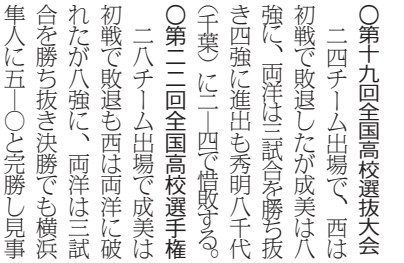 〇第十九回全国高校選抜大会
　二四チーム出場で、西は
初戦で敗退したが成美は八
強に、両洋は三試合を勝ち抜
き四強に進出も秀明八千代
（千葉）に二―四で惜敗する。
〇第二二回全国高校選手権
　二八チーム出場で成美は
初戦で敗退も西は両洋に破
れたが八強に、両洋は三試
合を勝ち抜き決勝でも横浜
隼人に五―〇と完勝し見事